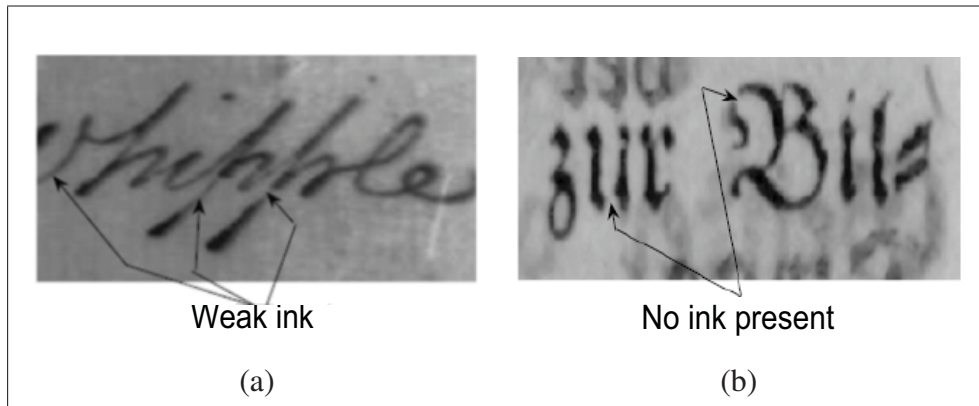 Whipple
Weak ink
(a)
zur Bil⸗
No ink present
(b)